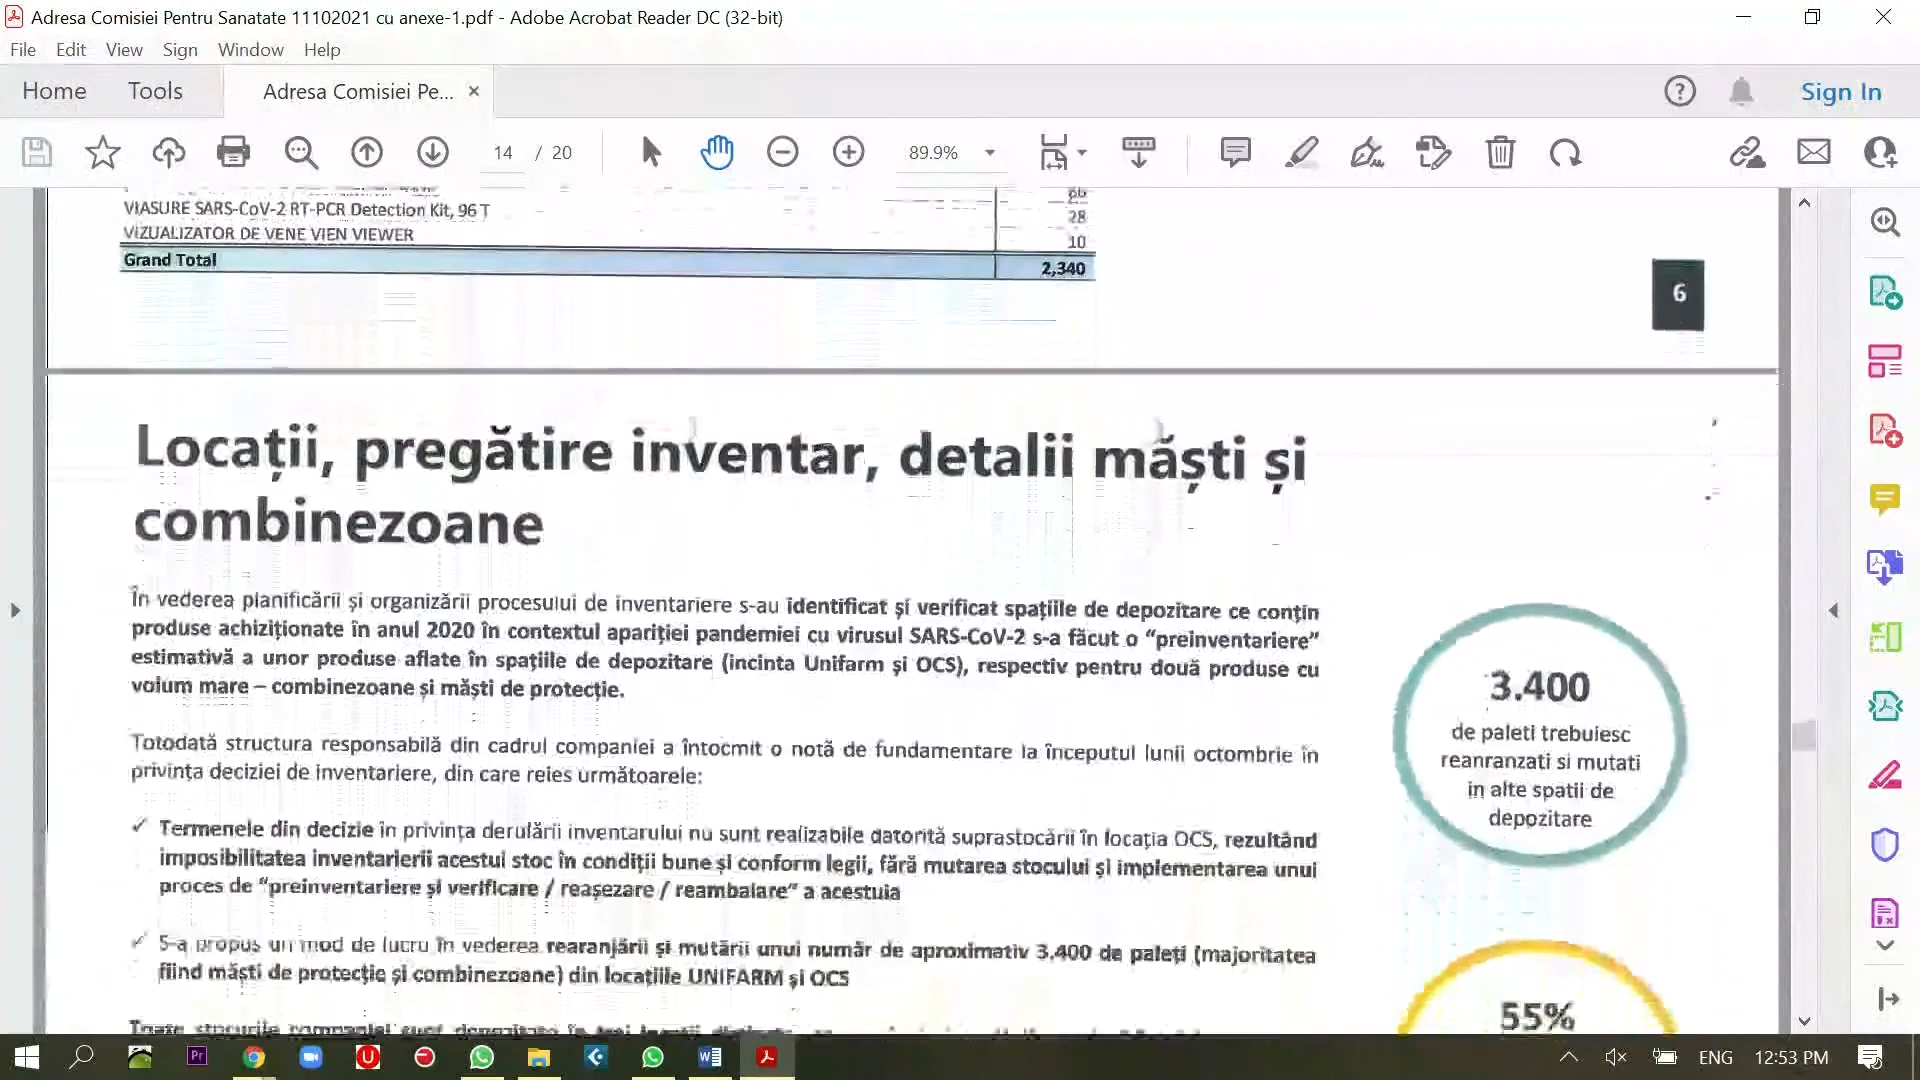 Adresa Comisiei Pentru Sanatate 11102021 cu anexe-1.pdf - Adobe Acrobat Reader DC (32-bit)
File Edit View Sign Window Help
Home Tools Adresa Comisiei Pe... × Sign In
14 / 20 89.9%
VIASURE SARS-CoV-2 RT-PCR Detection Kit, 96 T 28
VIZUALIZATOR DE VENE VIEN VIEWER 10
Grand Total 2,340
6
Locații, pregătire inventar, detalii măști și
combinezoane
În vederea planificării și organizării procesului de inventariere s-au identificat și verificat spațiile de depozitare ce conțin
produse achiziționate în anul 2020 în contextul apariției pandemiei cu virusul SARS-CoV-2 s-a făcut o “preinventariere”
estimativă a unor produse aflate în spațiile de depozitare (incinta Unifarm și OCS), respectiv pentru două produse cu
volum mare – combinezoane și măști de protecție.
Totodată structura responsabilă din cadrul companiei a întocmit o notă de fundamentare la începutul lunii octombrie în
privința deciziei de inventariere, din care reies următoarele:
✓ Termenele din decizie în privința derulării inventarului nu sunt realizabile datorită suprastocării în locația OCS, rezultând
imposibilitatea inventarierii acestui stoc în condiții bune și conform legii, fără mutarea stocului și implementarea unui
proces de “preinventariere și verificare / reașezare / reambalare” a acestuia
✓ S-a propus un mod de lucru în vederea rearanjării și mutării unui număr de aproximativ 3.400 de paleți (majoritatea
fiind măști de protecție și combinezoane) din locațiile UNIFARM și OCS
3.400
de paleti trebuiesc
reanranzati si mutati
in alte spatii de
depozitare
55%
ENG 12:53 PM